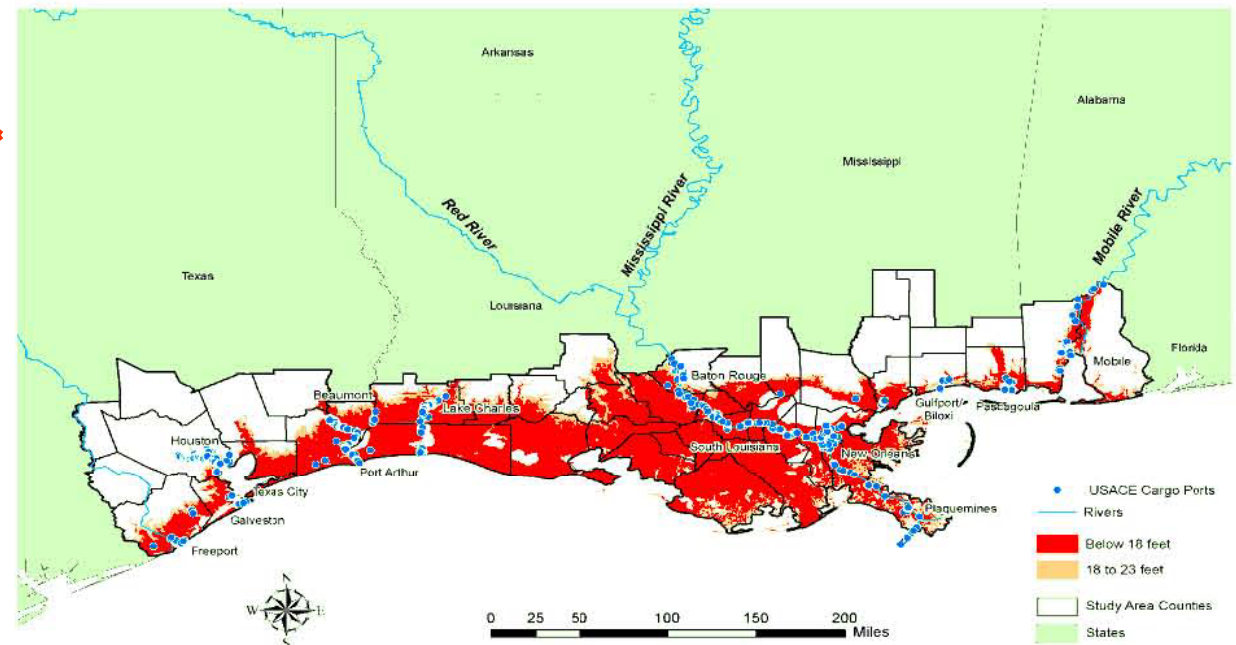 Arkansas
Alabama
Mississippi
Red River
Mississippi River
Mobile River
Texas
Louisiana
Florida
Mobile
Baton Rouge
Beaumont
Lake Charles
Gulfport/
Biloxi
Pascagoula
Houston
South Louisiana
New Orleans
Port Arthur
Texas City
Galveston
Plaquemines
Freeport
USACE Cargo Ports
Rivers
Below 18 feet
18 to 23 feet
Study Area Counties
States
N
W
E
S
0 25 50 100 150 200
Miles